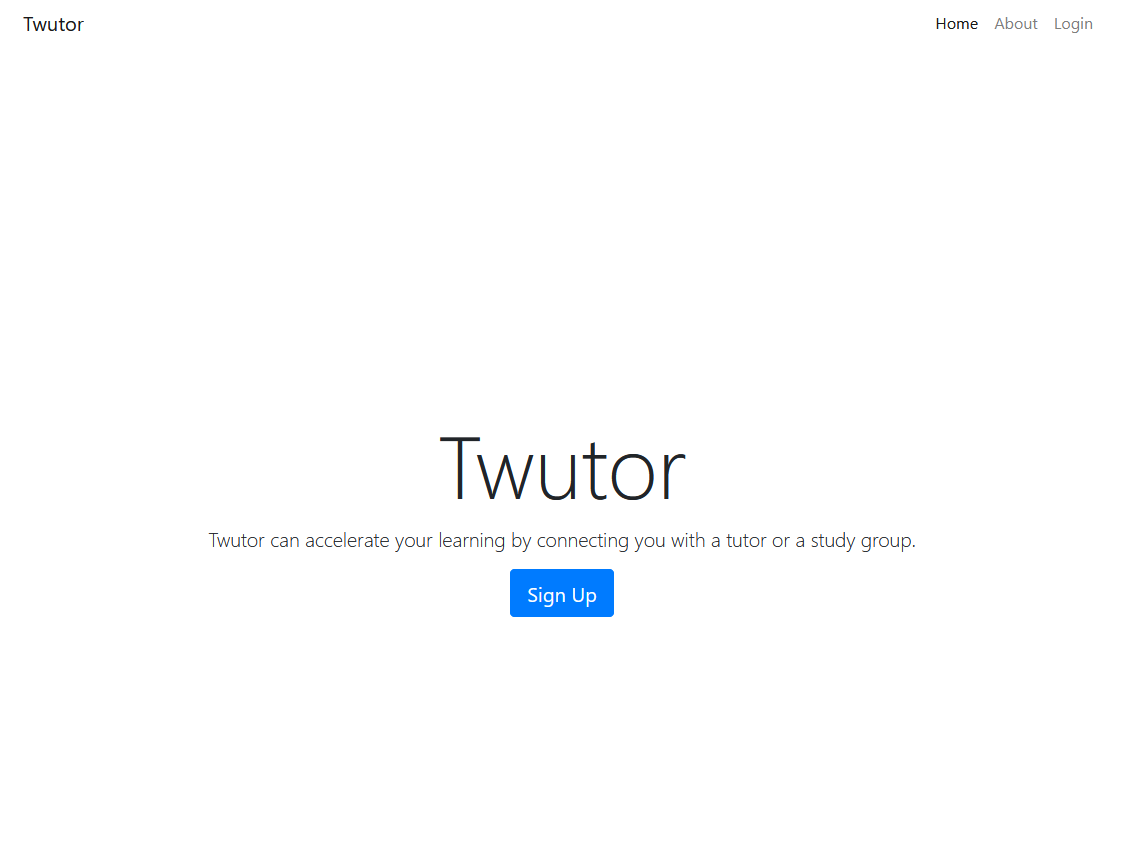 Twutor
Home About Login
Twutor
Twutor can accelerate your learning by connecting you with a tutor or a study group.
Sign Up